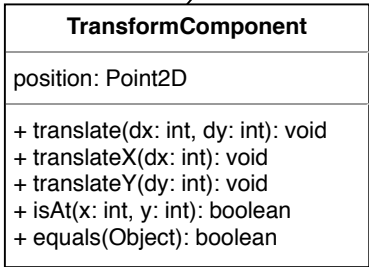 TransformComponent
position: Point2D
+ translate(dx: int, dy: int): void
+ translateX(dx: int): void
+ translateY(dy: int): void
+ isAt(x: int, y: int): boolean
+ equals(Object): boolean